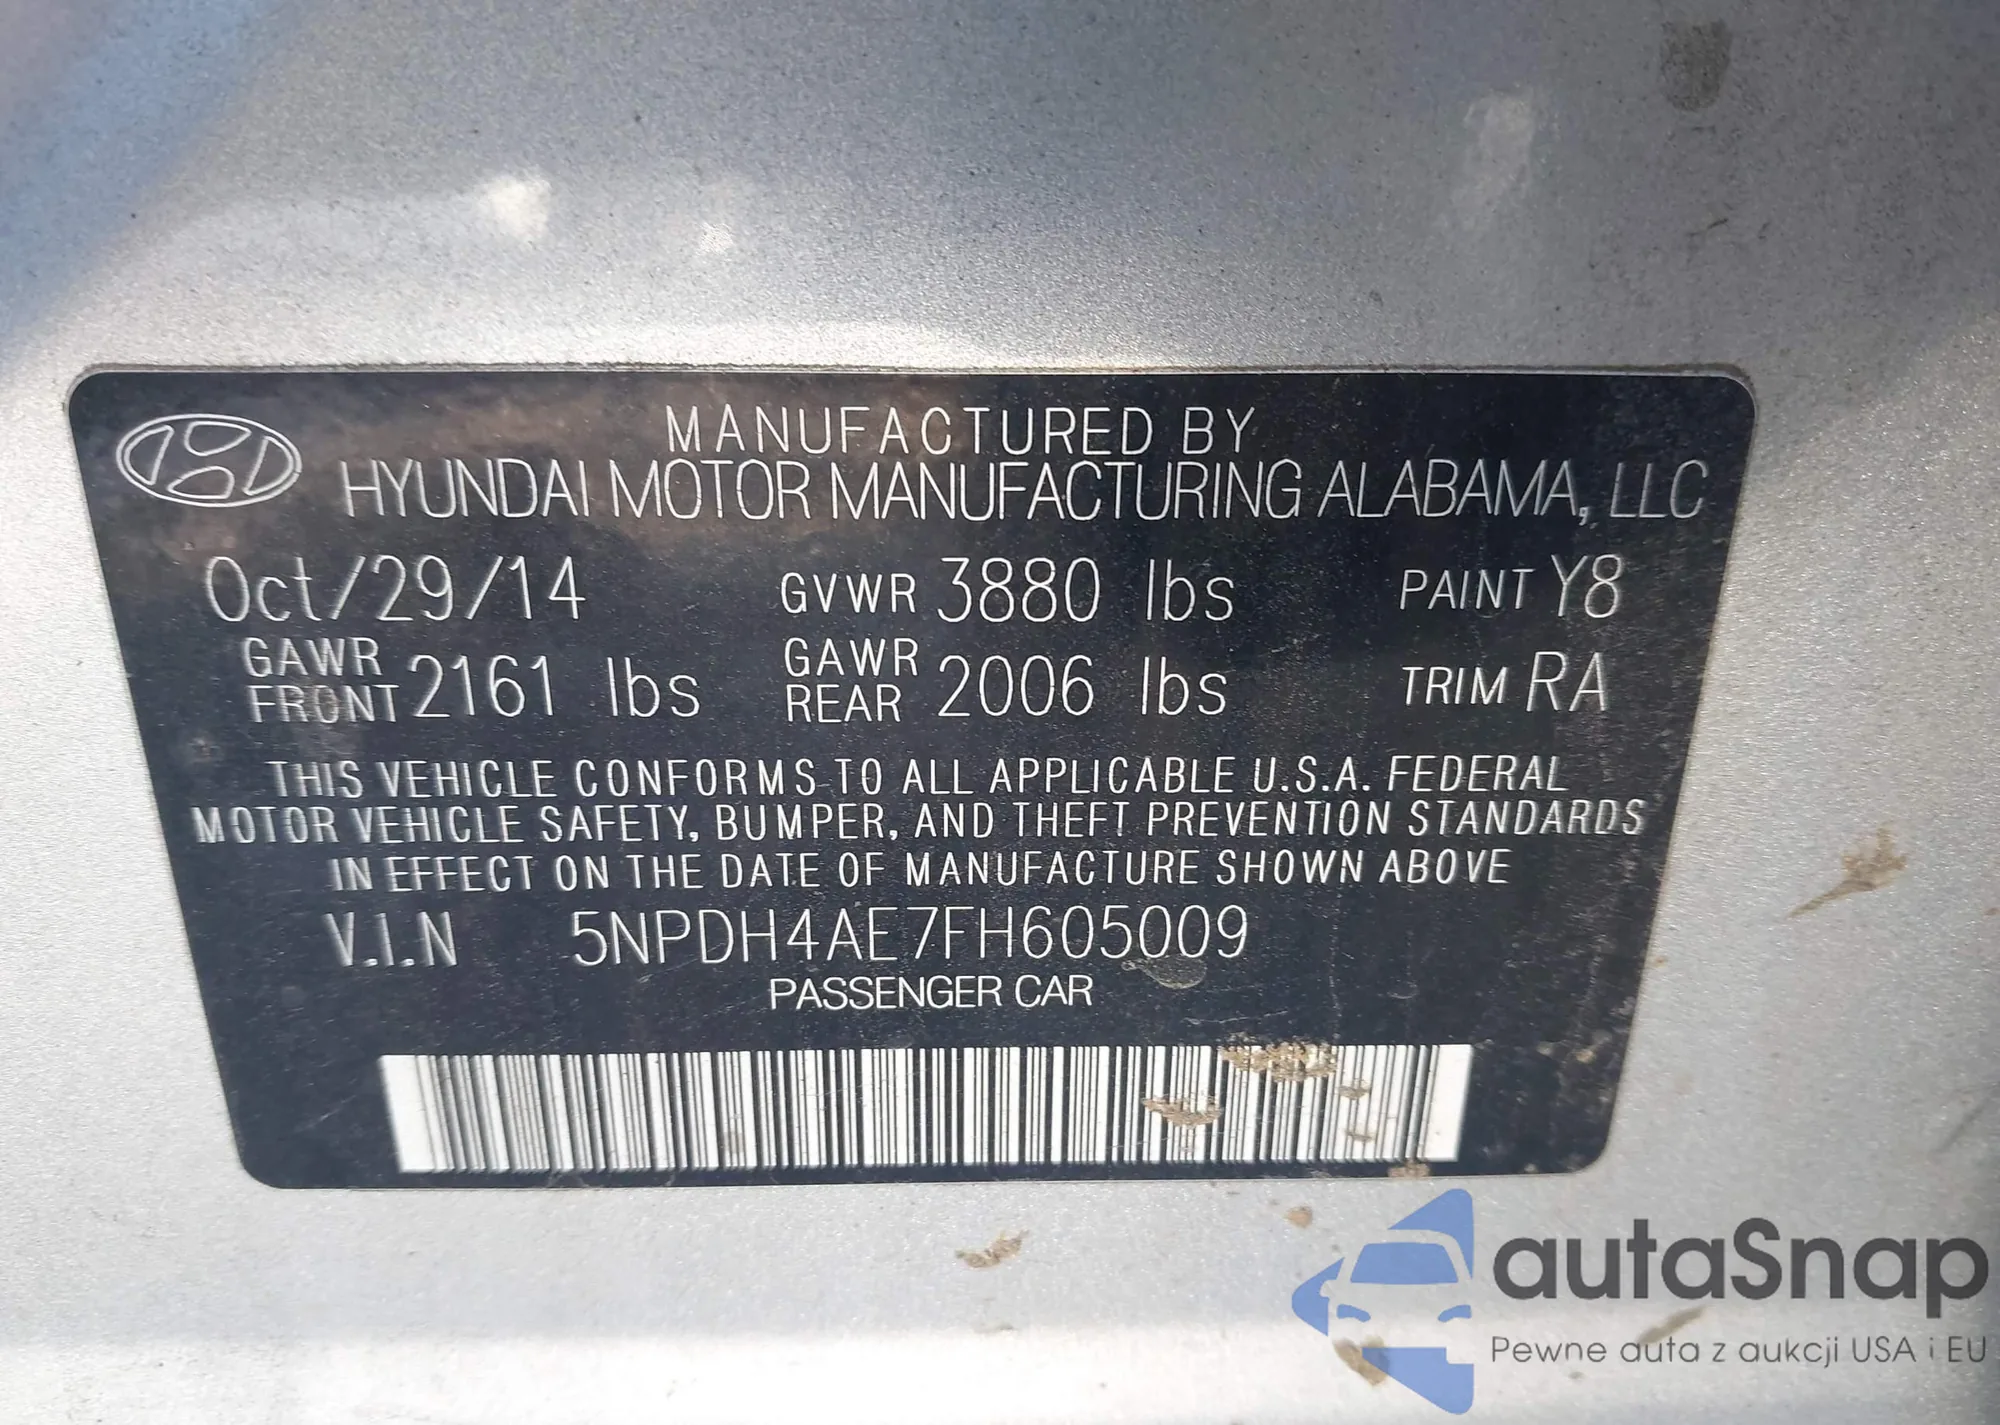 MANUFACTURED BY
HYUNDAI MOTOR MANUFACTURING ALABAMA, LLC
Oct/29/14 GVWR 3880 lbs PAINT Y8
GAWR FRONT 2161 lbs GAWR REAR 2006 lbs TRIM RA
THIS VEHICLE CONFORMS TO ALL APPLICABLE U.S.A. FEDERAL
MOTOR VEHICLE SAFETY, BUMPER, AND THEFT PREVENTION STANDARDS
IN EFFECT ON THE DATE OF MANUFACTURE SHOWN ABOVE
V.I.N 5NPDH4AE7FH605009
PASSENGER CAR
autaSnap
Pewne auta z aukcji USA i EU